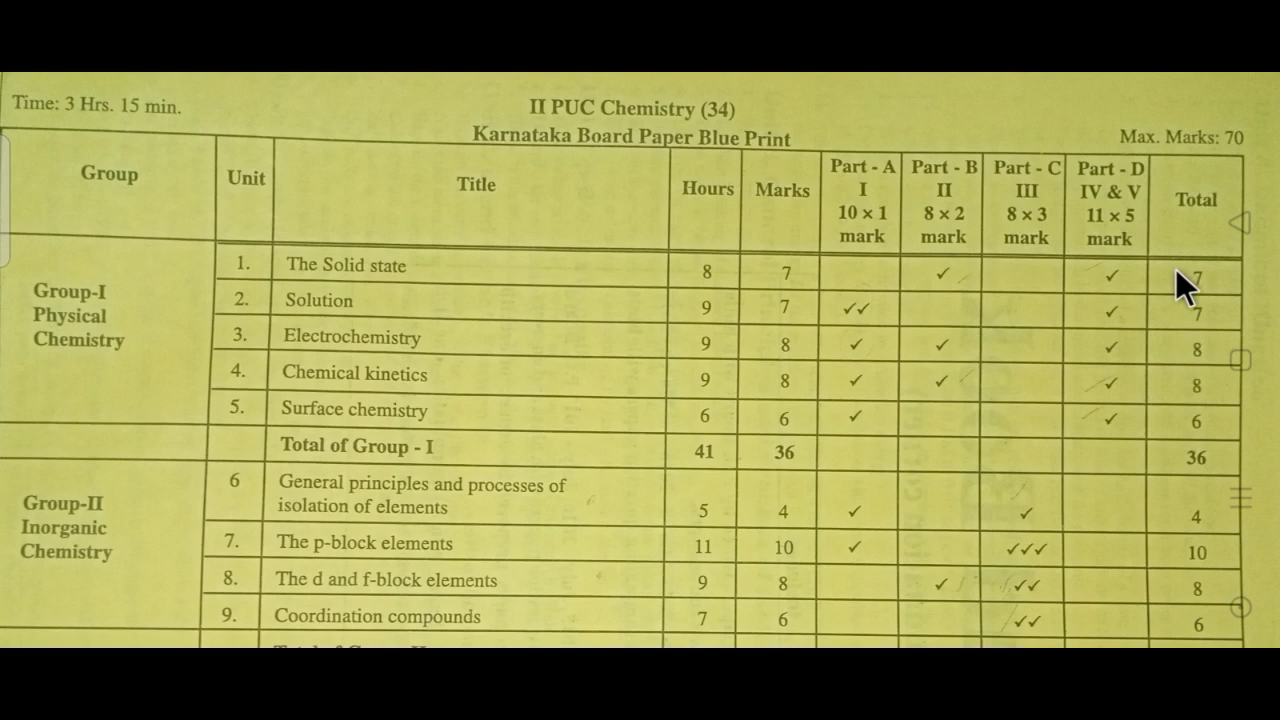 Time: 3 Hrs. 15 min.
II PUC Chemistry (34)
Karnataka Board Paper Blue Print
Max. Marks: 70
Group Unit Title Hours Marks Part - A I 10 x 1 mark Part - B II 8 x 2 mark Part - C III 8 x 3 mark Part - D IV & V 11 x 5 mark Total
Group-I Physical Chemistry
1. The Solid state 8 7 ✓ ✓ 7
2. Solution 9 7 ✓✓ ✓ 7
3. Electrochemistry 9 8 ✓ ✓ ✓ 8
4. Chemical kinetics 9 8 ✓ ✓ ✓ 8
5. Surface chemistry 6 6 ✓ ✓ 6
Total of Group - I 41 36 36
Group-II Inorganic Chemistry
6 General principles and processes of
isolation of elements 5 4 ✓ ✓ 4
7. The p-block elements 11 10 ✓ ✓✓✓ 10
8. The d and f-block elements 9 8 ✓ ✓✓ 8
9. Coordination compounds 7 6 ✓✓ 6